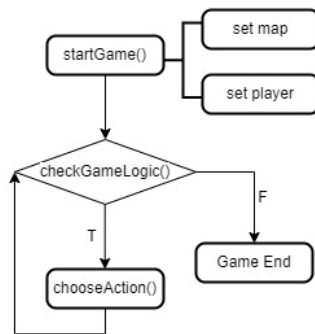 set map
startGame()
set player
checkGameLogic()
F
T
Game End
chooseAction()